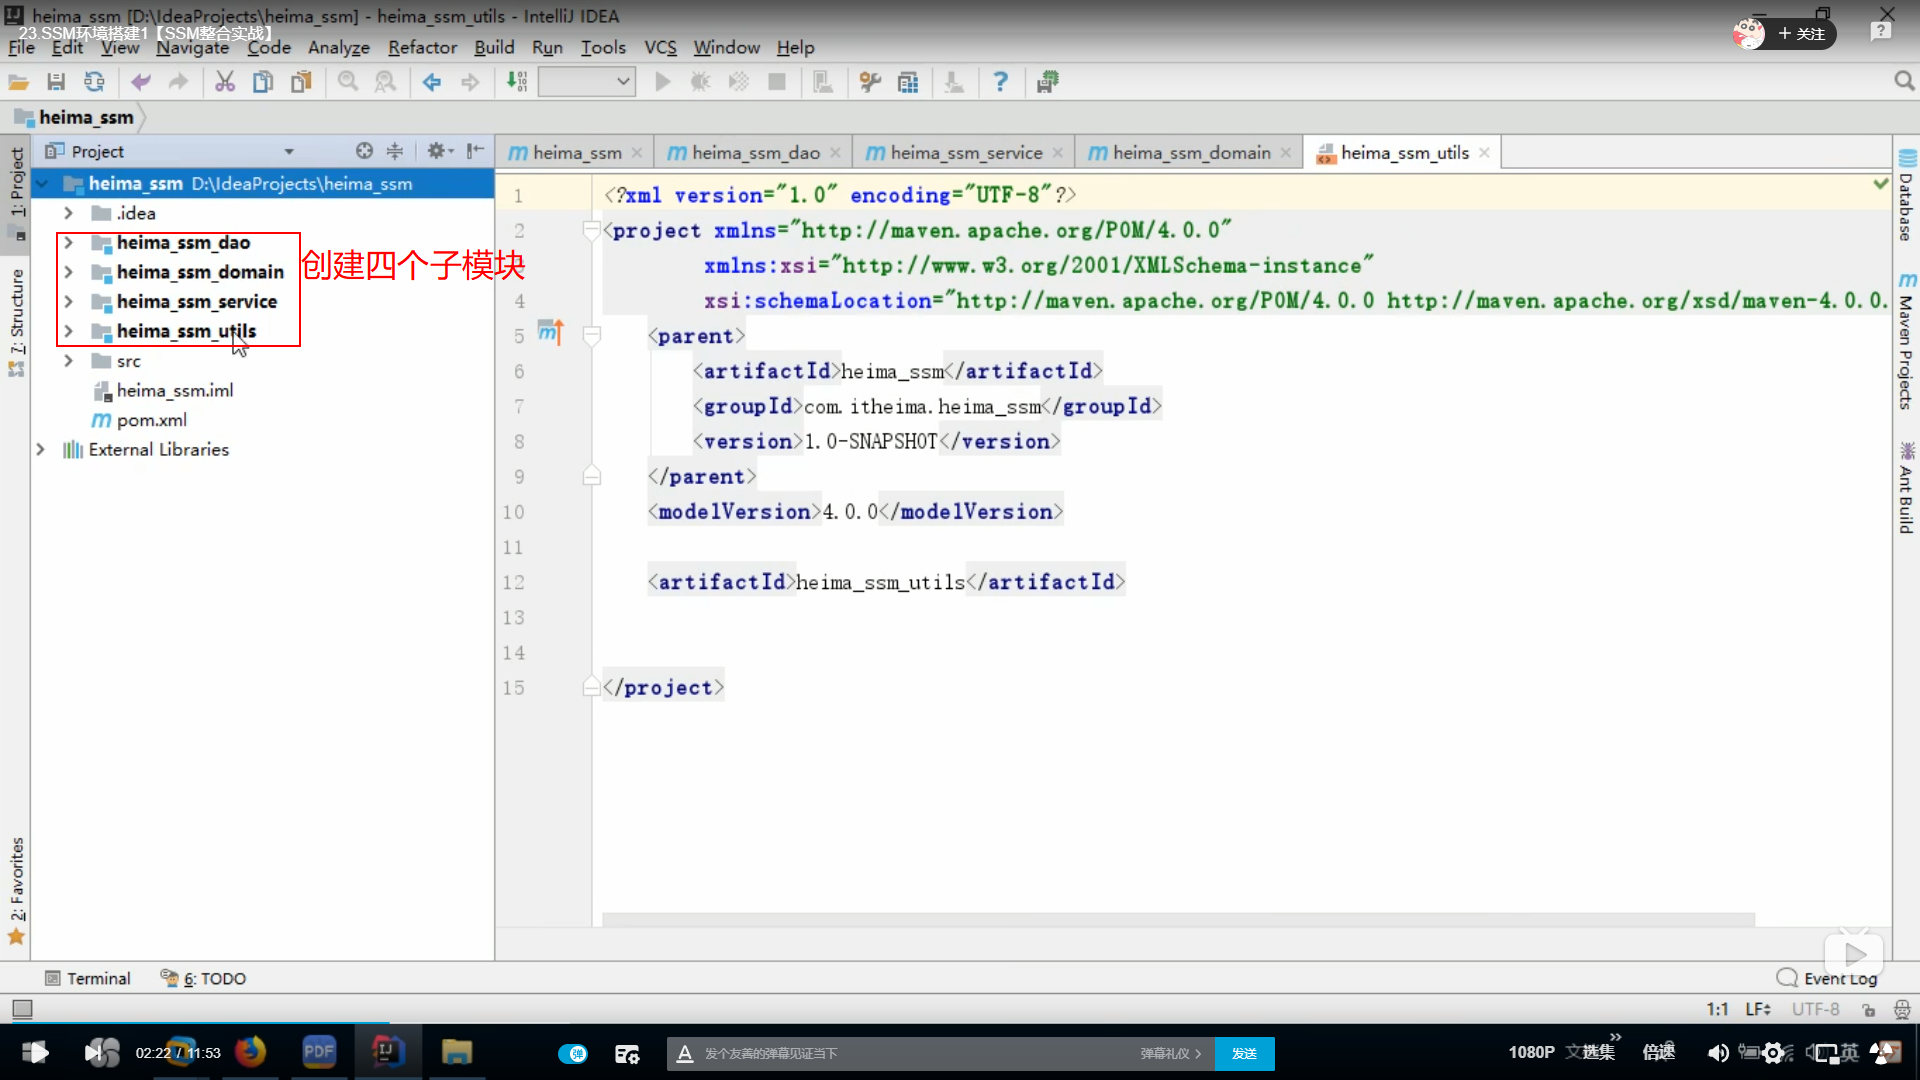 heima_ssm [D:\IdeaProjects\heima_ssm] - heima_ssm_utils - IntelliJ IDEA
23.SSM环境搭建1【SSM整合实战】
+ 关注
File Edit View Navigate Code Analyze Refactor Build Run Tools VCS Window Help
heima_ssm
Project
heima_ssm
heima_ssm_dao
heima_ssm_service
heima_ssm_domain
heima_ssm_utils
1: Project
7: Structure
2: Favorites
heima_ssm D:\IdeaProjects\heima_ssm
.idea
heima_ssm_dao
heima_ssm_domain
heima_ssm_service
heima_ssm_utils
src
heima_ssm.iml
pom.xml
External Libraries
创建四个子模块
1 <?xml version="1.0" encoding="UTF-8"?>
2 <project xmlns="http://maven.apache.org/POM/4.0.0"
xmlns:xsi="http://www.w3.org/2001/XMLSchema-instance"
4 xsi:schemaLocation="http://maven.apache.org/POM/4.0.0 http://maven.apache.org/xsd/maven-4.0.0.
5 <parent>
6 <artifactId>heima_ssm</artifactId>
7 <groupId>com.itheima.heima_ssm</groupId>
8 <version>1.0-SNAPSHOT</version>
9 </parent>
10 <modelVersion>4.0.0</modelVersion>
11
12 <artifactId>heima_ssm_utils</artifactId>
13
14
15 </project>
Database
Maven Projects
Ant Build
Terminal
6: TODO
Event Log
1:1 LF UTF-8
02:22 / 11:53
PDF
弹
发个友善的弹幕见证当下
弹幕礼仪
发送
1080P
选集
倍速
英